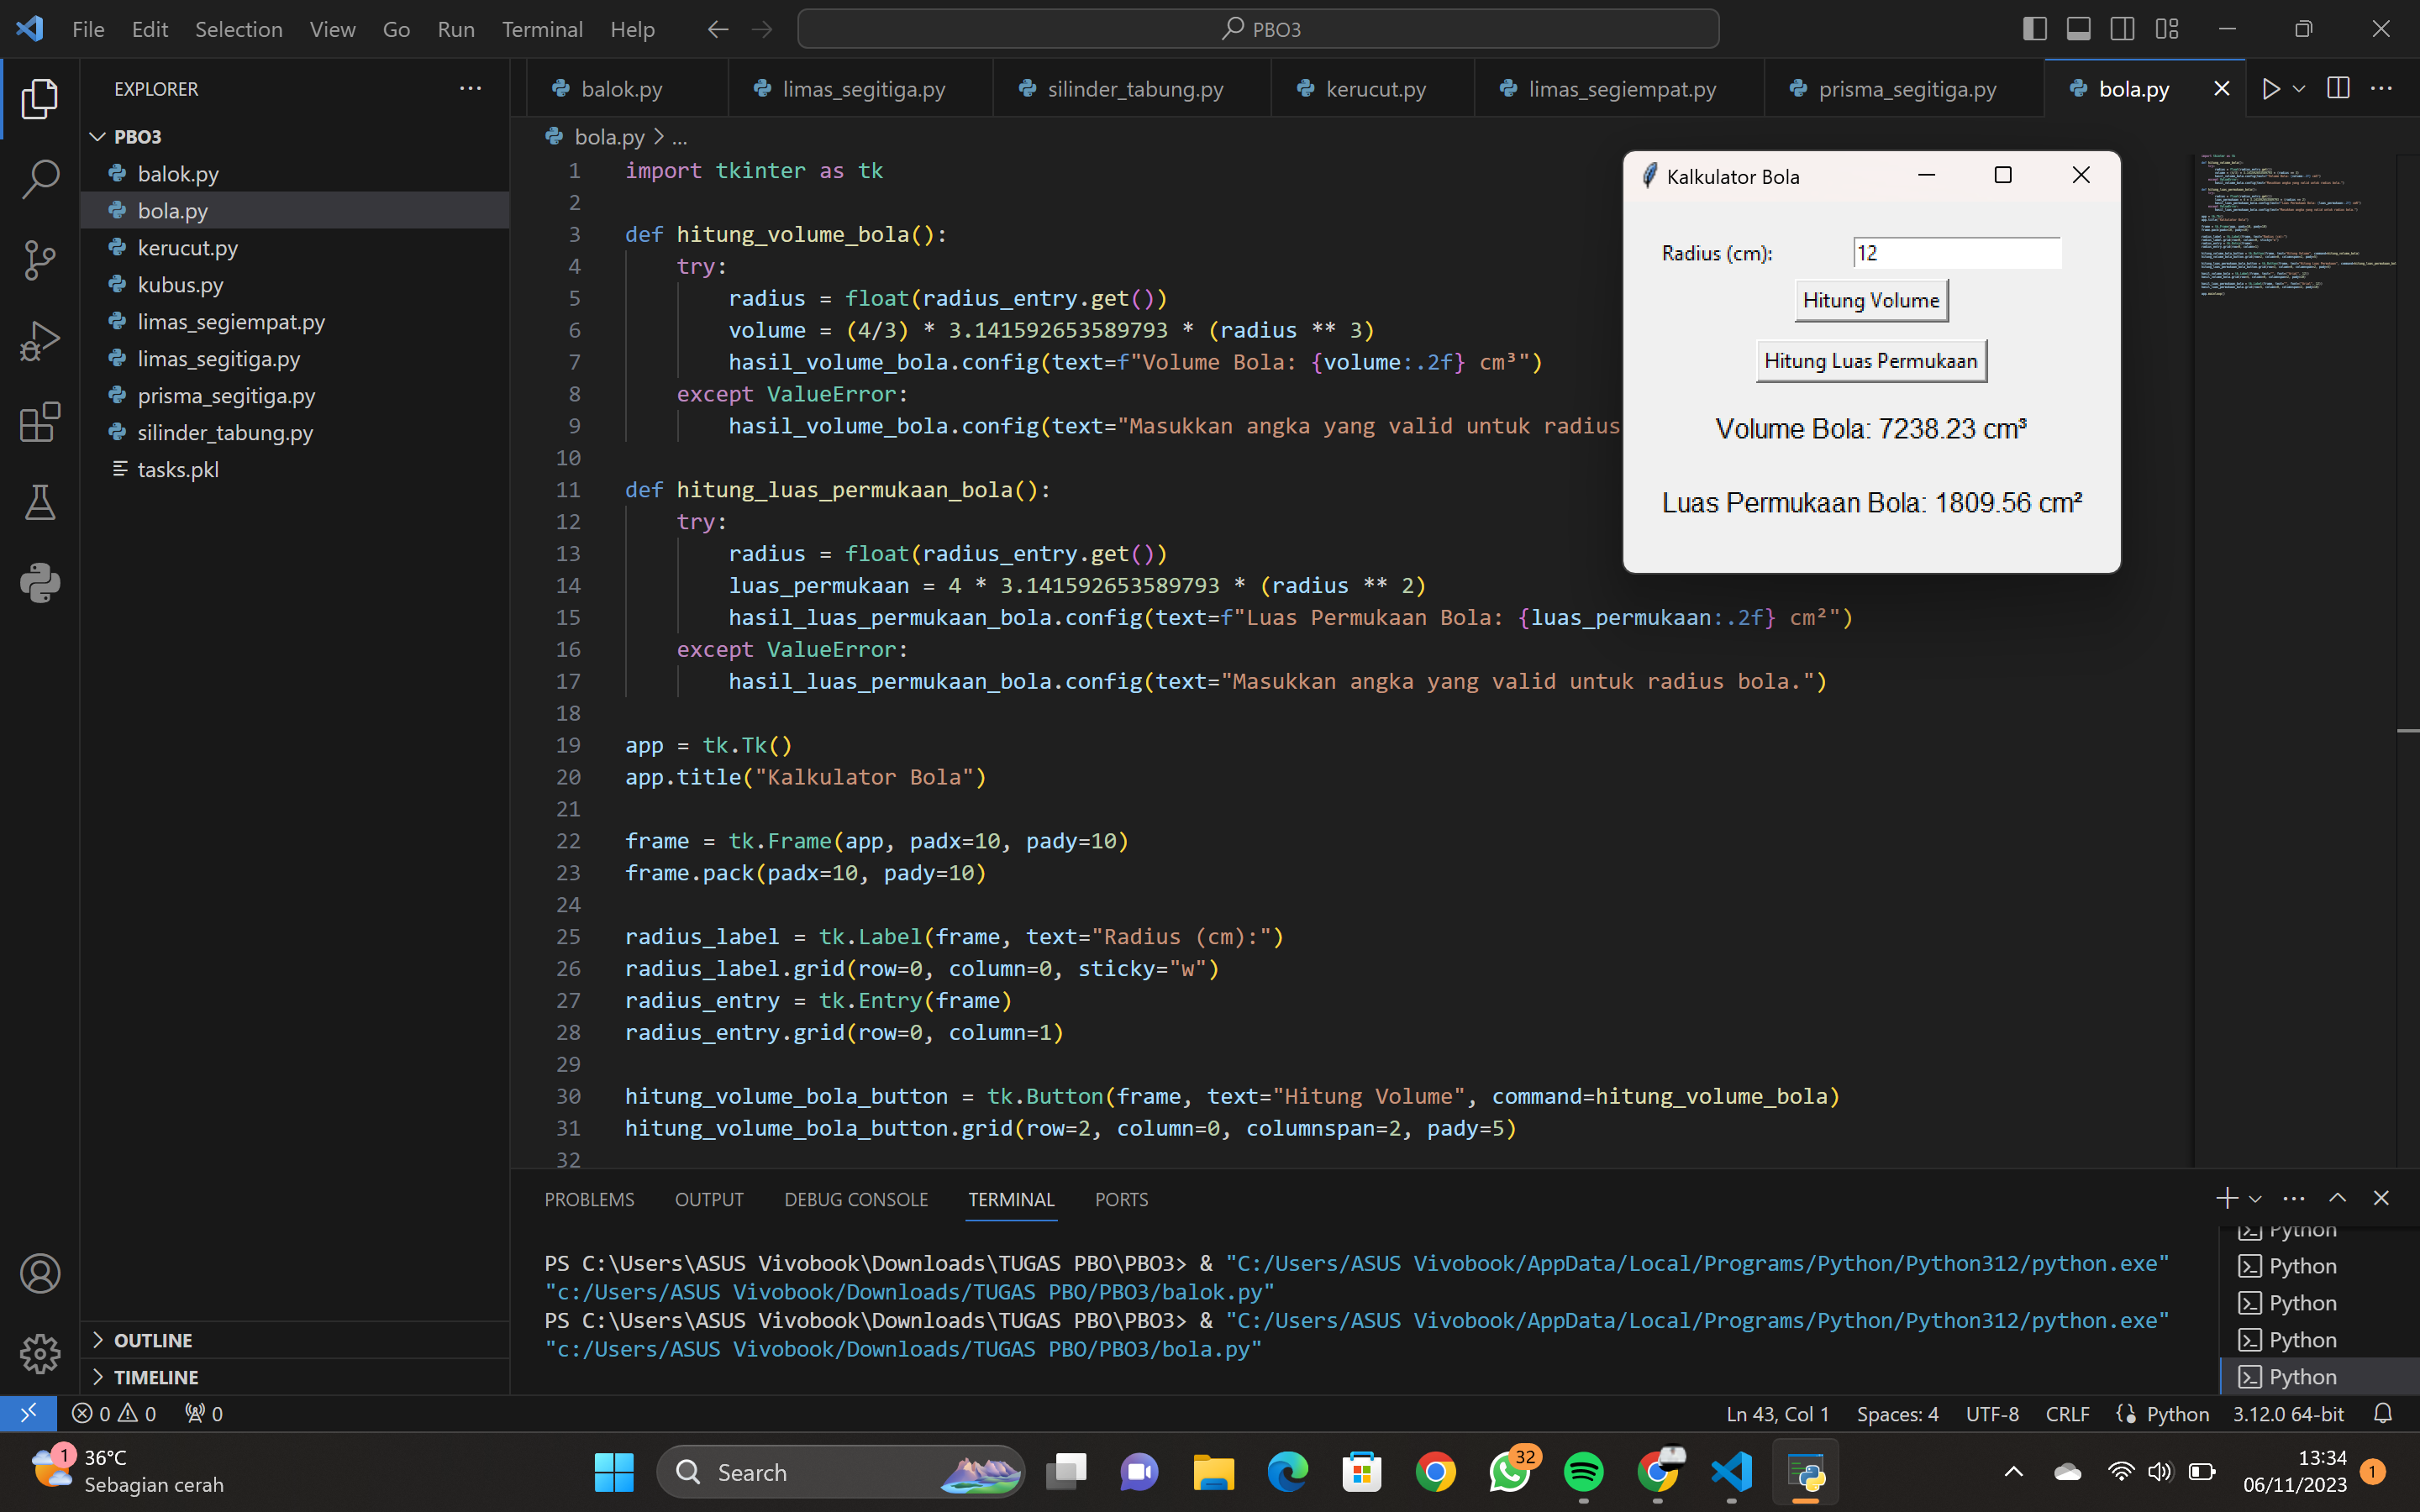 File Edit Selection View Go Run Terminal Help PBO3
EXPLORER
PBO3
balok.py
bola.py
kerucut.py
kubus.py
limas_segiempat.py
limas_segitiga.py
prisma_segitiga.py
silinder_tabung.py
tasks.pkl
OUTLINE
TIMELINE
balok.py limas_segitiga.py silinder_tabung.py kerucut.py limas_segiempat.py prisma_segitiga.py bola.py
bola.py > ...
1 import tkinter as tk
2
3 def hitung_volume_bola():
4 try:
5 radius = float(radius_entry.get())
6 volume = (4/3) * 3.141592653589793 * (radius ** 3)
7 hasil_volume_bola.config(text=f"Volume Bola: {volume:.2f} cm³")
8 except ValueError:
9 hasil_volume_bola.config(text="Masukkan angka yang valid untuk radius
10
11 def hitung_luas_permukaan_bola():
12 try:
13 radius = float(radius_entry.get())
14 luas_permukaan = 4 * 3.141592653589793 * (radius ** 2)
15 hasil_luas_permukaan_bola.config(text=f"Luas Permukaan Bola: {luas_permukaan:.2f} cm²")
16 except ValueError:
17 hasil_luas_permukaan_bola.config(text="Masukkan angka yang valid untuk radius bola.")
18
19 app = tk.Tk()
20 app.title("Kalkulator Bola")
21
22 frame = tk.Frame(app, padx=10, pady=10)
23 frame.pack(padx=10, pady=10)
24
25 radius_label = tk.Label(frame, text="Radius (cm):")
26 radius_label.grid(row=0, column=0, sticky="w")
27 radius_entry = tk.Entry(frame)
28 radius_entry.grid(row=0, column=1)
29
30 hitung_volume_bola_button = tk.Button(frame, text="Hitung Volume", command=hitung_volume_bola)
31 hitung_volume_bola_button.grid(row=2, column=0, columnspan=2, pady=5)
32
Kalkulator Bola
Radius (cm): 12
Hitung Volume
Hitung Luas Permukaan
Volume Bola: 7238.23 cm³
Luas Permukaan Bola: 1809.56 cm²
PROBLEMS OUTPUT DEBUG CONSOLE TERMINAL PORTS
PS C:\Users\ASUS Vivobook\Downloads\TUGAS PBO\PBO3> & "C:/Users/ASUS Vivobook/AppData/Local/Programs/Python/Python312/python.exe"
"c:/Users/ASUS Vivobook/Downloads/TUGAS PBO/PBO3/balok.py"
PS C:\Users\ASUS Vivobook\Downloads\TUGAS PBO\PBO3> & "C:/Users/ASUS Vivobook/AppData/Local/Programs/Python/Python312/python.exe"
"c:/Users/ASUS Vivobook/Downloads/TUGAS PBO/PBO3/bola.py"
Python
Python
Python
Python
Python
0 0 0 Ln 43, Col 1 Spaces: 4 UTF-8 CRLF Python 3.12.0 64-bit
1 36°C
Sebagian cerah
Search
32
13:34
06/11/2023
1